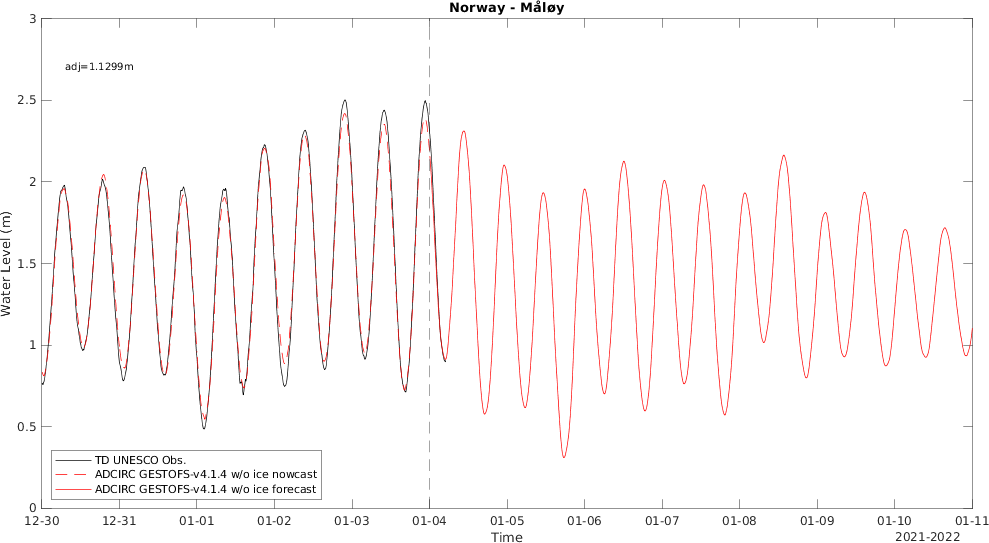 Norway - Måløy
3
adj=1.1299m
2.5
2
1.5
1
0.5
0
Water Level (m)
TD UNESCO Obs.
ADCIRC GESTOFS-v4.1.4 w/o ice nowcast
ADCIRC GESTOFS-v4.1.4 w/o ice forecast
12-30 12-31 01-01 01-02 01-03 01-04 01-05 01-06 01-07 01-08 01-09 01-10 01-11
Time
2021-2022